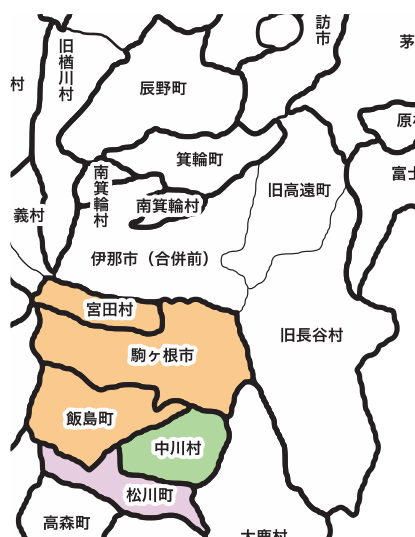 訪市
茅
旧楢川村
村
辰野町
原村
箕輪町
南箕輪村
富士
旧高遠町
南箕輪村
義村
伊那市（合併前）
宮田村
旧長谷村
駒ヶ根市
飯島町
中川村
松川町
高森町
大鹿村